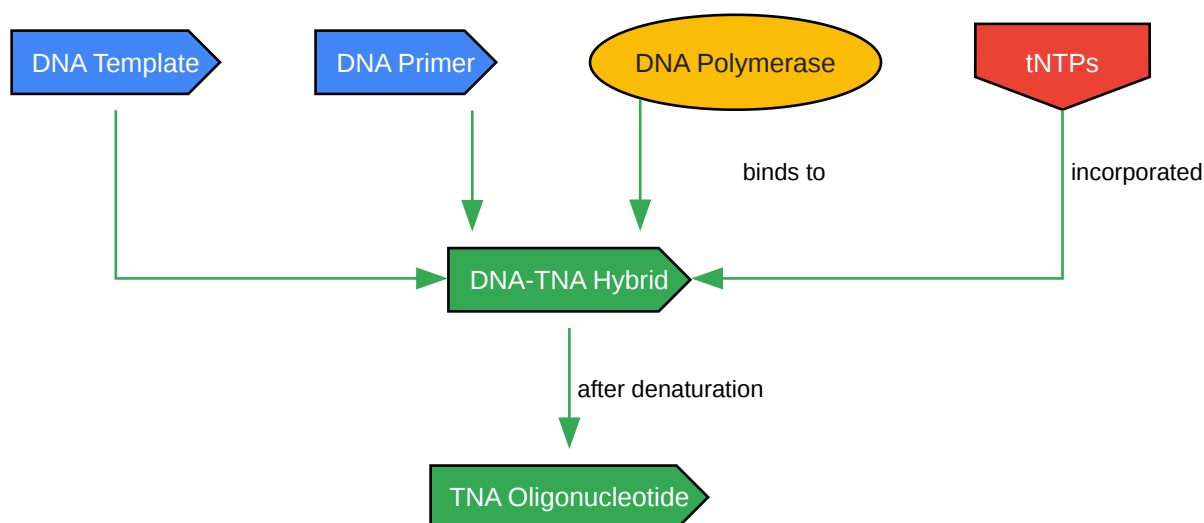 DNA Template
DNA Primer
DNA Polymerase
tNTPs
binds to
incorporated
DNA-TNA Hybrid
after denaturation
TNA Oligonucleotide